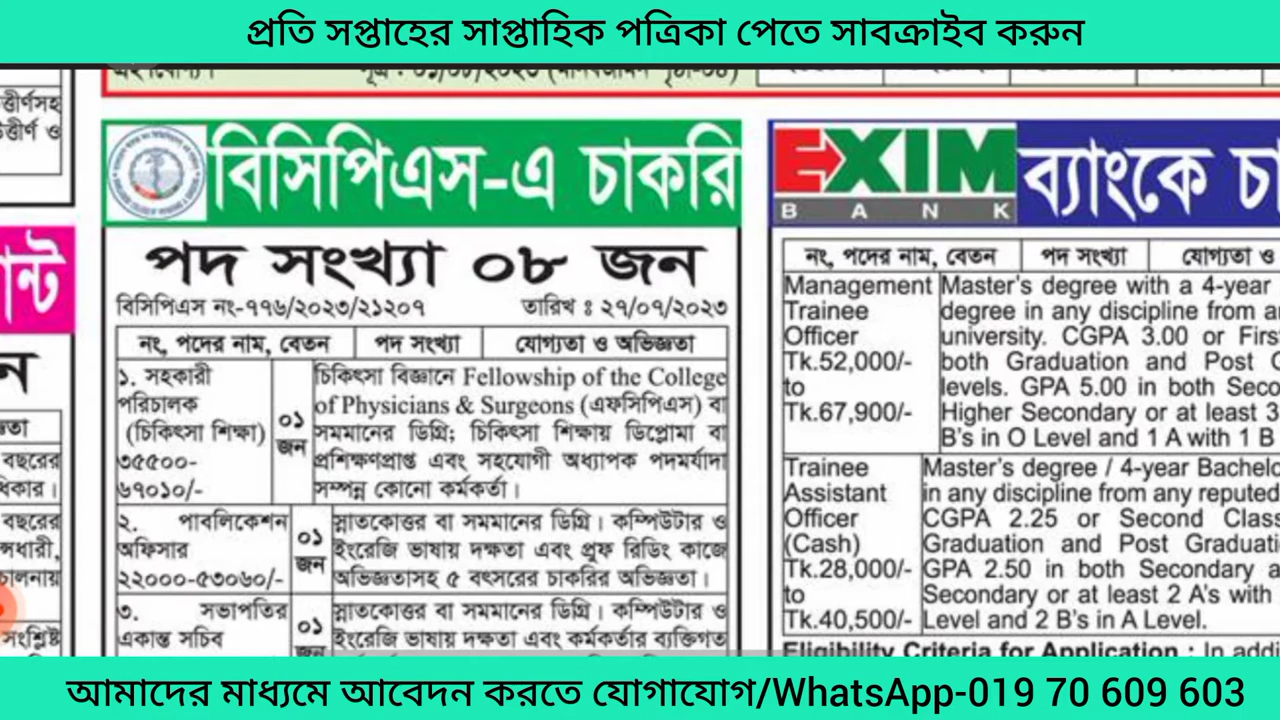 প্রতি সপ্তাহের সাপ্তাহিক পত্রিকা পেতে সাবক্রাইব করুন
বিসিপিএস-এ চাকরি
পদ সংখ্যা ০৮ জন
বিসিপিএস নং-৭৭৬/২০২৩/২১২০৭ তারিখ ঃ ২৭/০৭/২০২৩
নং, পদের নাম, বেতন পদ সংখ্যা যোগ্যতা ও অভিজ্ঞতা
১. সহকারী
পরিচালক
(চিকিৎসা শিক্ষা)
৩৫৫০০-
৬৭০১০/-
০১
জন
চিকিৎসা বিজ্ঞানে Fellowship of the College
of Physicians & Surgeons (এফসিপিএস) বা
সমমানের ডিগ্রি; চিকিৎসা শিক্ষায় ডিপ্লোমা বা
প্রশিক্ষণপ্রাপ্ত এবং সহযোগী অধ্যাপক পদমর্যাদা
সম্পন্ন কোনো কর্মকর্তা।
২. পাবলিকেশন
অফিসার
২২০০০-৫৩০৬০/-
০১
জন
স্নাতকোত্তর বা সমমানের ডিগ্রি। কম্পিউটার ও
ইংরেজি ভাষায় দক্ষতা এবং প্রুফ রিডিং কাজে
অভিজ্ঞতাসহ ৫ বৎসরের চাকরির অভিজ্ঞতা।
৩. সভাপতির
একান্ত সচিব
০১
স্নাতকোত্তর বা সমমানের ডিগ্রি। কম্পিউটার ও
ইংরেজি ভাষায় দক্ষতা এবং কর্মকর্তার ব্যক্তিগত
EXIM
BANK
ব্যাংকে
নং, পদের নাম, বেতন পদ সংখ্যা যোগ্যতা ও
Management
Trainee
Officer
Tk.52,000/-
to
Tk.67,900/-
Master's degree with a 4-year
degree in any discipline from
university. CGPA 3.00 or
both Graduation and Post
levels. GPA 5.00 in both
Higher Secondary or at least 3
B's in O Level and 1 A with 1 B
Trainee
Assistant
Officer
(Cash)
Tk.28,000/-
to
Tk.40,500/-
Master's degree / 4-year
in any discipline from any reputed
CGPA 2.25 or Second
Graduation and Post
GPA 2.50 in both Secondary
Secondary or at least 2 A's with
Level and 2 B's in A Level.
Eligibility Criteria for Application : In
আমাদের মাধ্যমে আবেদন করতে যোগাযোগ/WhatsApp-019 70 609 603